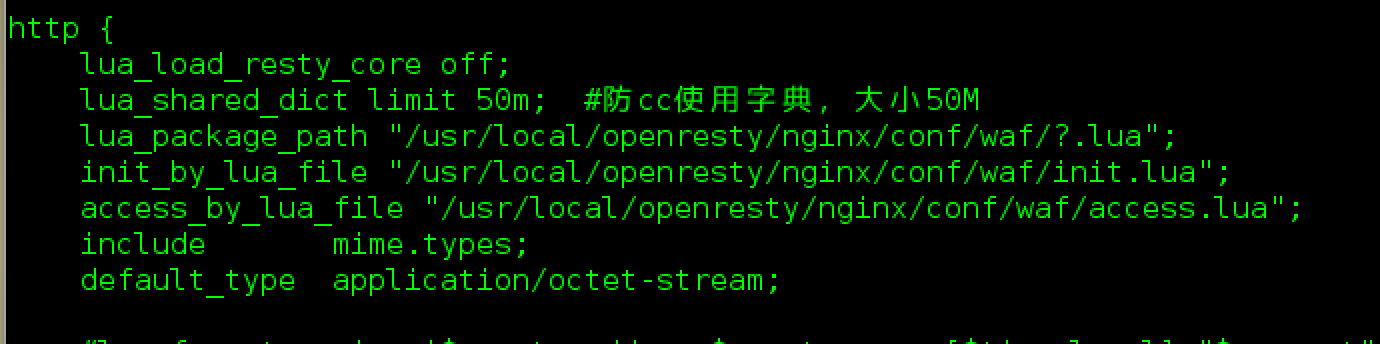 http {
lua_load_resty_core off;
lua_shared_dict limit 50m;  #防cc使用字典，大小50M
lua_package_path "/usr/local/openresty/nginx/conf/waf/?.lua";
init_by_lua_file "/usr/local/openresty/nginx/conf/waf/init.lua";
access_by_lua_file "/usr/local/openresty/nginx/conf/waf/access.lua";
include       mime.types;
default_type  application/octet-stream;